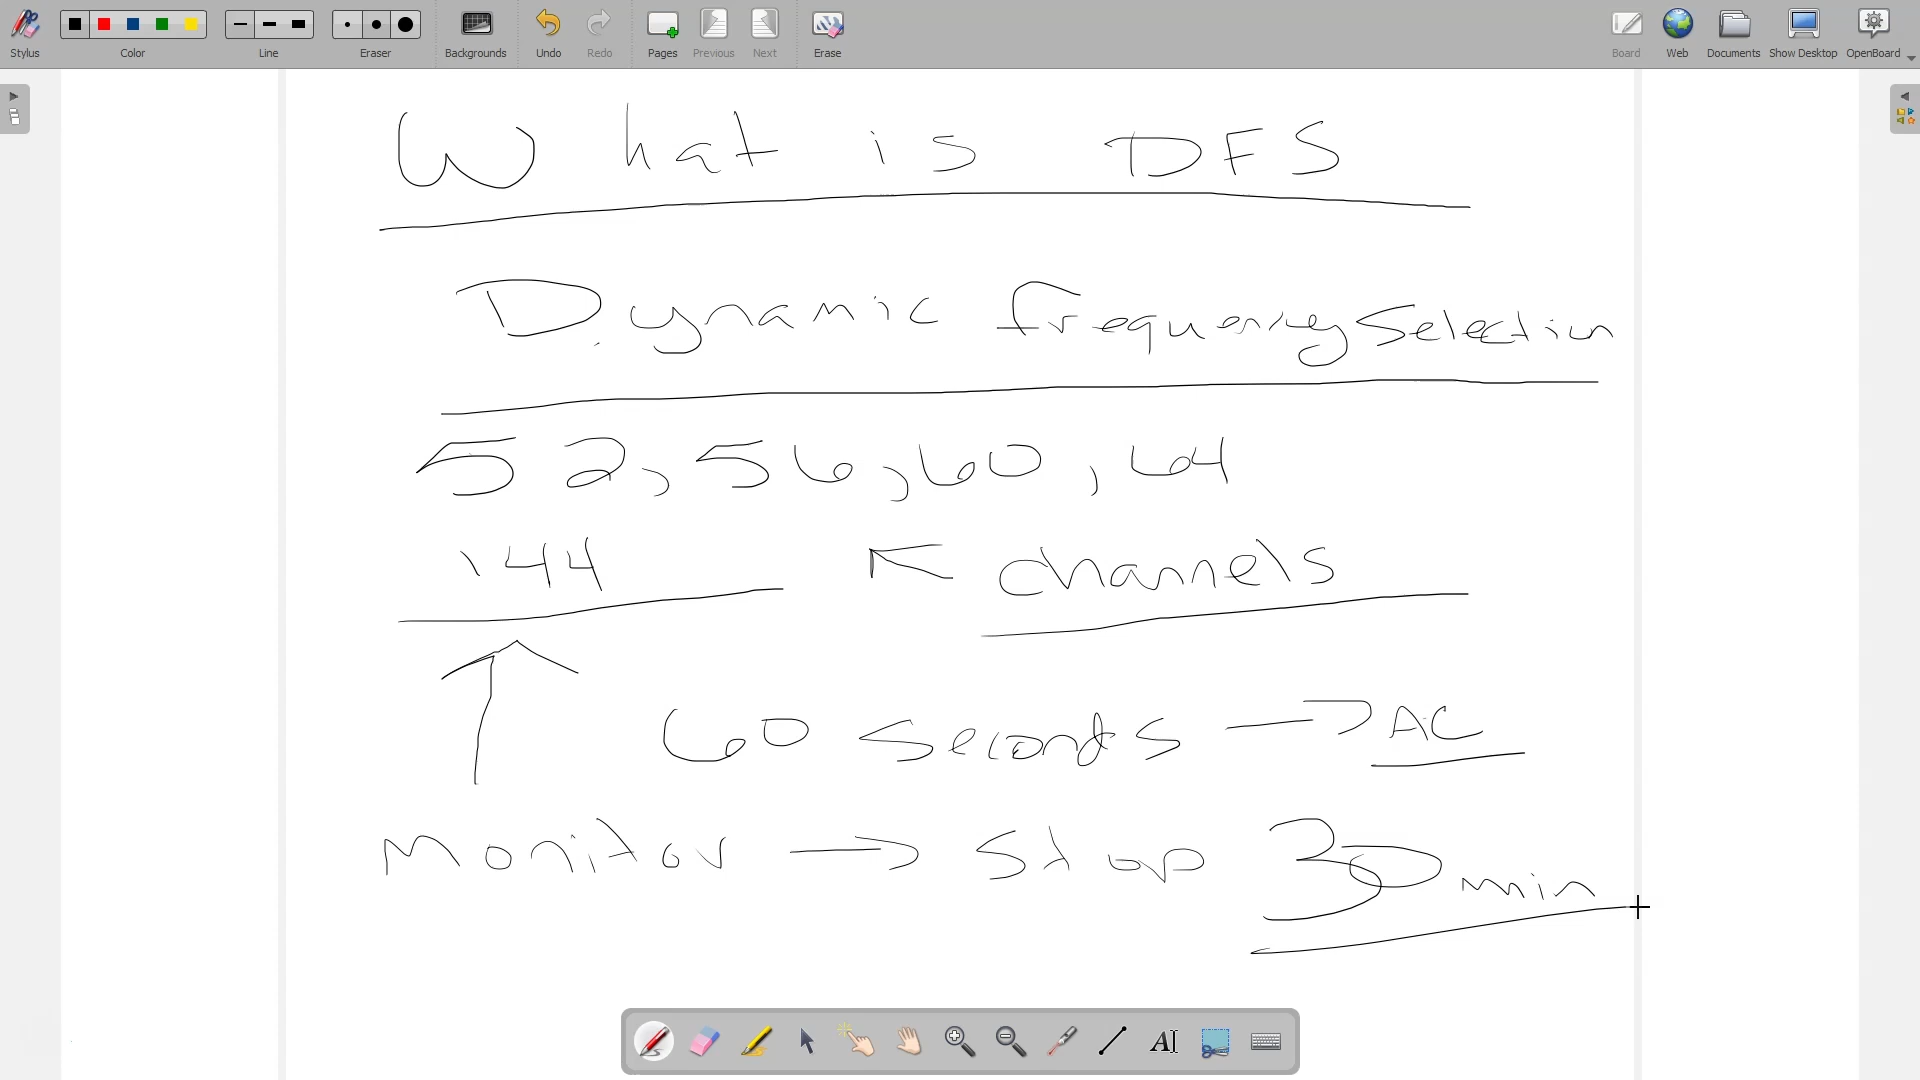 Stylus Color Line Eraser Backgrounds Undo Redo Pages Previous Next Erase Board Web Documents Show Desktop OpenBoard
What is DFS
Dynamic frequency Selection
52, 56, 60, 64
144 channels
60 seconds → AC
monitor → stop 30 min
AI